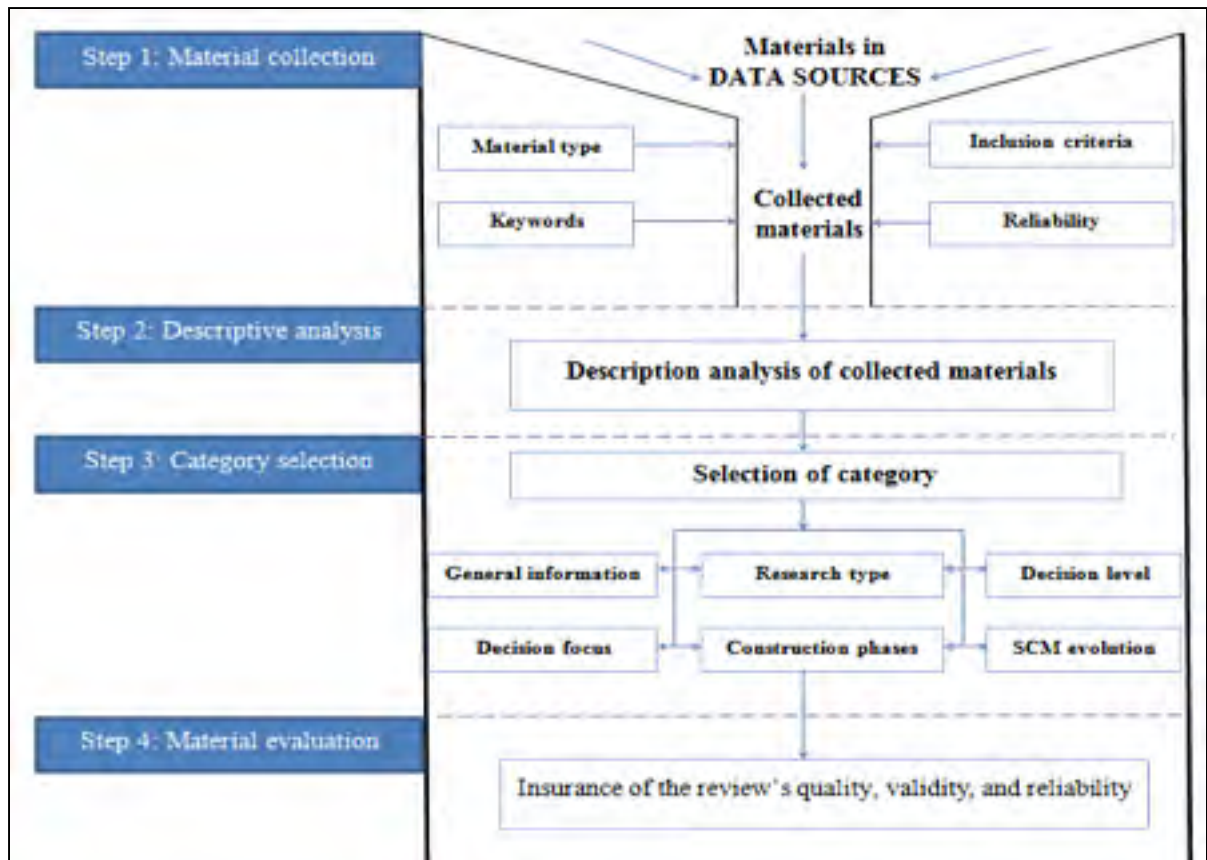 Step 1: Material collection
Materials in
DATA SOURCES
Material type
Inclusion criteria
Collected
materials
Keywords
Reliability
Step 2: Descriptive analysis
Description analysis of collected materials
Step 3: Category selection
Selection of category
General information
Research type
Decision level
Decision focus
Construction phases
SCM evolution
Step 4: Material evaluation
Insurance of the review's quality, validity, and reliability